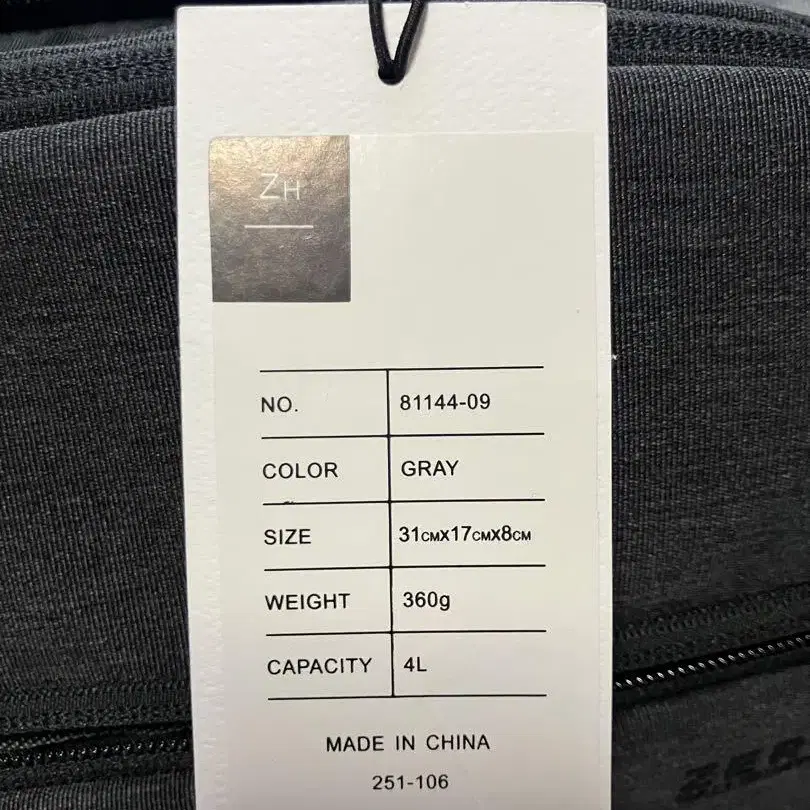 ZH
NO. 81144-09
COLOR GRAY
SIZE 31CMX17CMX8CM
WEIGHT 360g
CAPACITY 4L
MADE IN CHINA
251-106